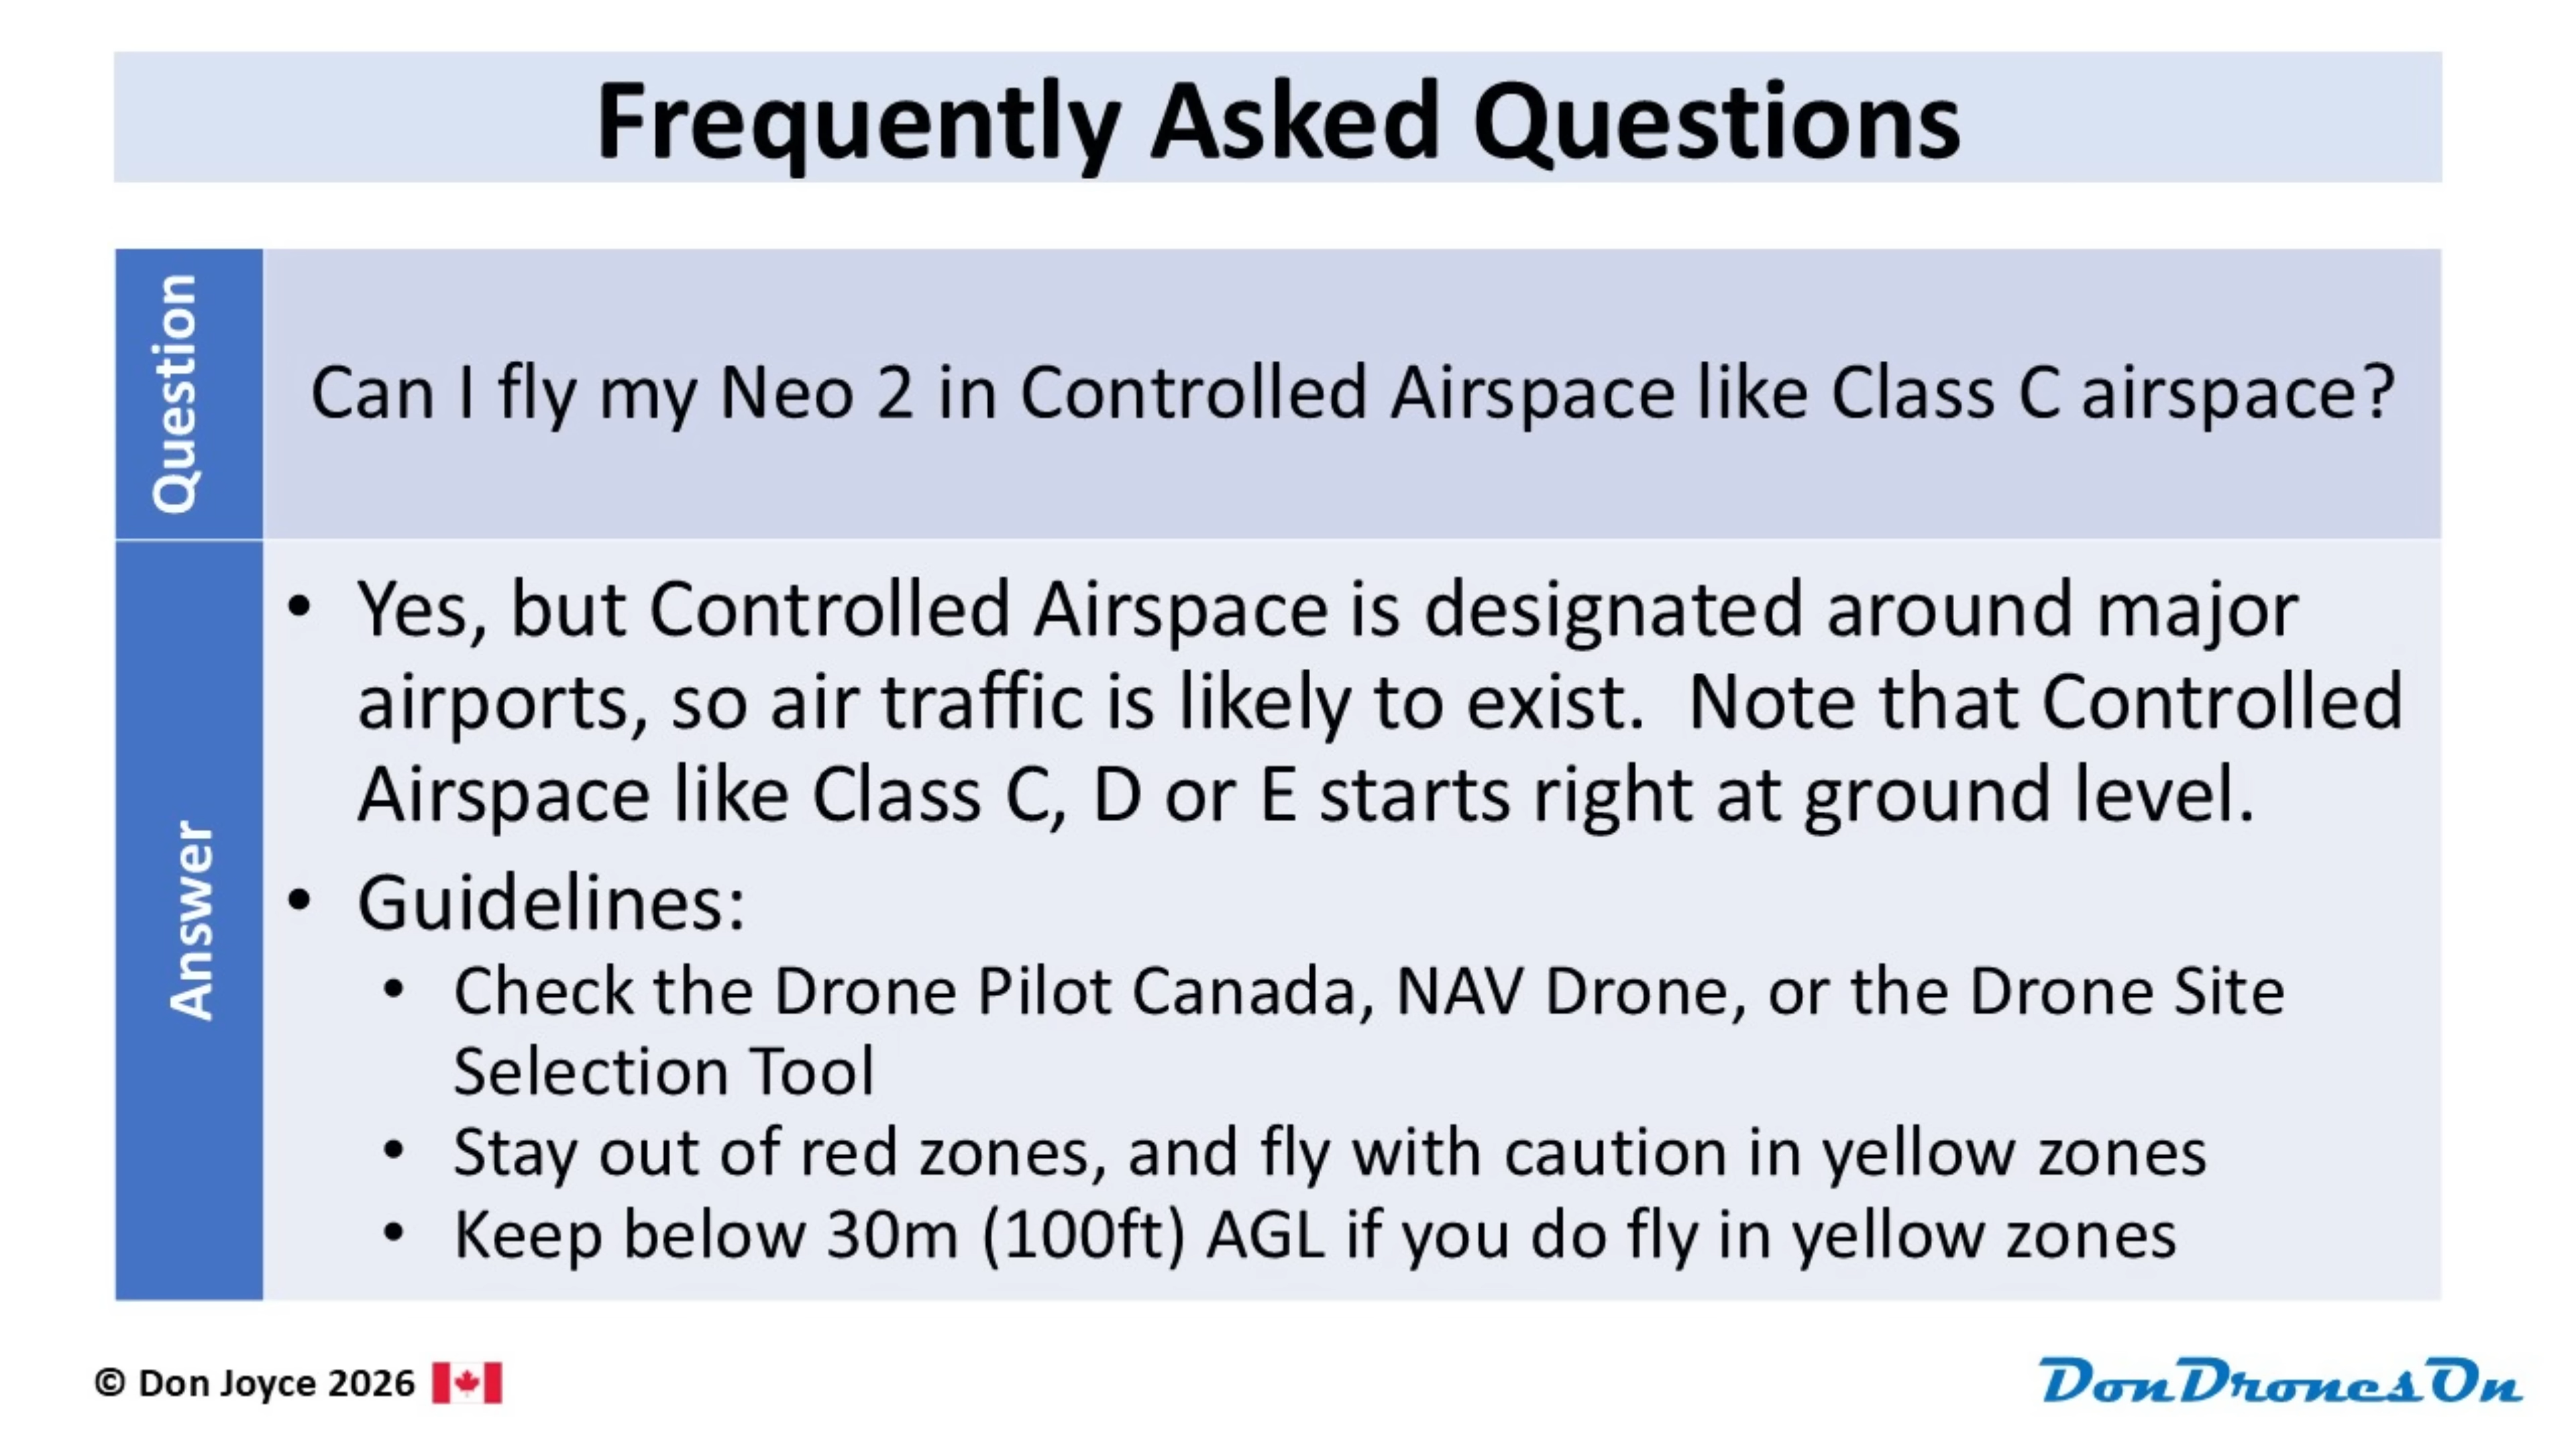 Frequently Asked Questions
Question
Can I fly my Neo 2 in Controlled Airspace like Class C airspace?
Answer
• Yes, but Controlled Airspace is designated around major
airports, so air traffic is likely to exist.  Note that Controlled
Airspace like Class C, D or E starts right at ground level.
• Guidelines:
• Check the Drone Pilot Canada, NAV Drone, or the Drone Site
Selection Tool
• Stay out of red zones, and fly with caution in yellow zones
• Keep below 30m (100ft) AGL if you do fly in yellow zones
© Don Joyce 2026
DonDronesOn